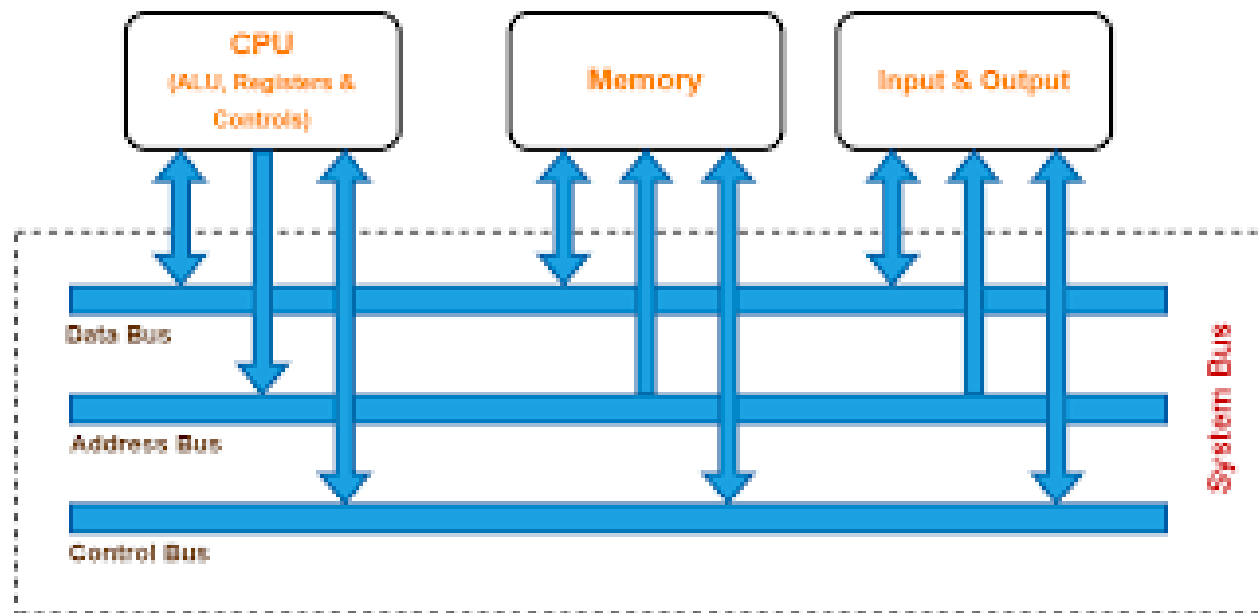 CPU
(ALU, Registers &
Controls)
Memory
Input & Output
Data Bus
Address Bus
Control Bus
System Bus